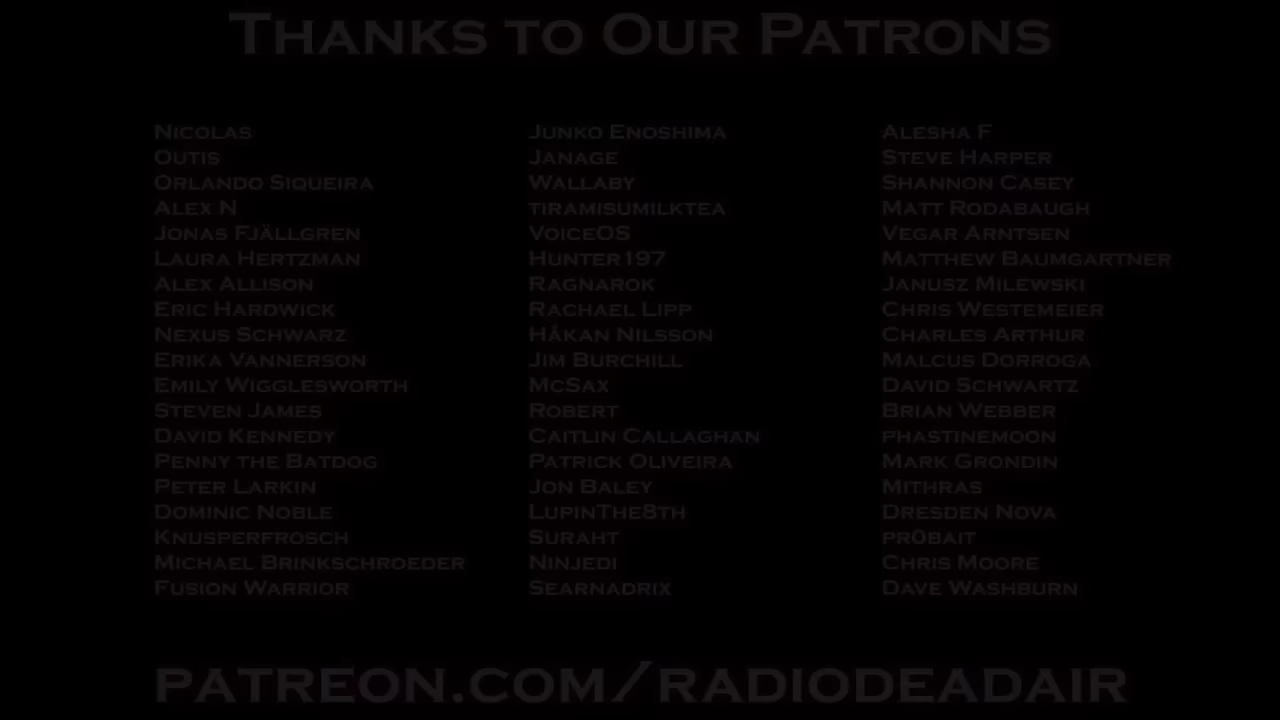 Thanks to Our Patrons
Nicolas
Outis
Orlando Siqueira
Alex N
Jonas Fjällgren
Laura Hertzman
Alex Allison
Eric Hardwick
Nexus Schwarz
Erika Vannerson
Emily Wigglesworth
Steven James
David Kennedy
Penny the Batdog
Peter Larkin
Dominic Noble
Knusperfrosch
Michael Brinkschroeder
Fusion Warrior
Junko Enoshima
Janage
Wallaby
tiramisumilktea
VoiceOS
Hunter197
Ragnarok
Rachael Lipp
Håkan Nilsson
Jim Burchill
McSax
Robert
Caitlin Callaghan
Patrick Oliveira
Jon Baley
LupinThe8th
Suraht
Ninjedi
Searnadrix
Alesha F
Steve Harper
Shannon Casey
Matt Rodabaugh
Vegar Arntsen
Matthew Baumgartner
Janusz Milewski
Chris Westemeier
Charles Arthur
Malcus Dorroga
David Schwartz
Brian Webber
phastinemoon
Mark Grondin
Mithras
Dresden Nova
pr0bait
Chris Moore
Dave Washburn
patreon.com/radiodeadair